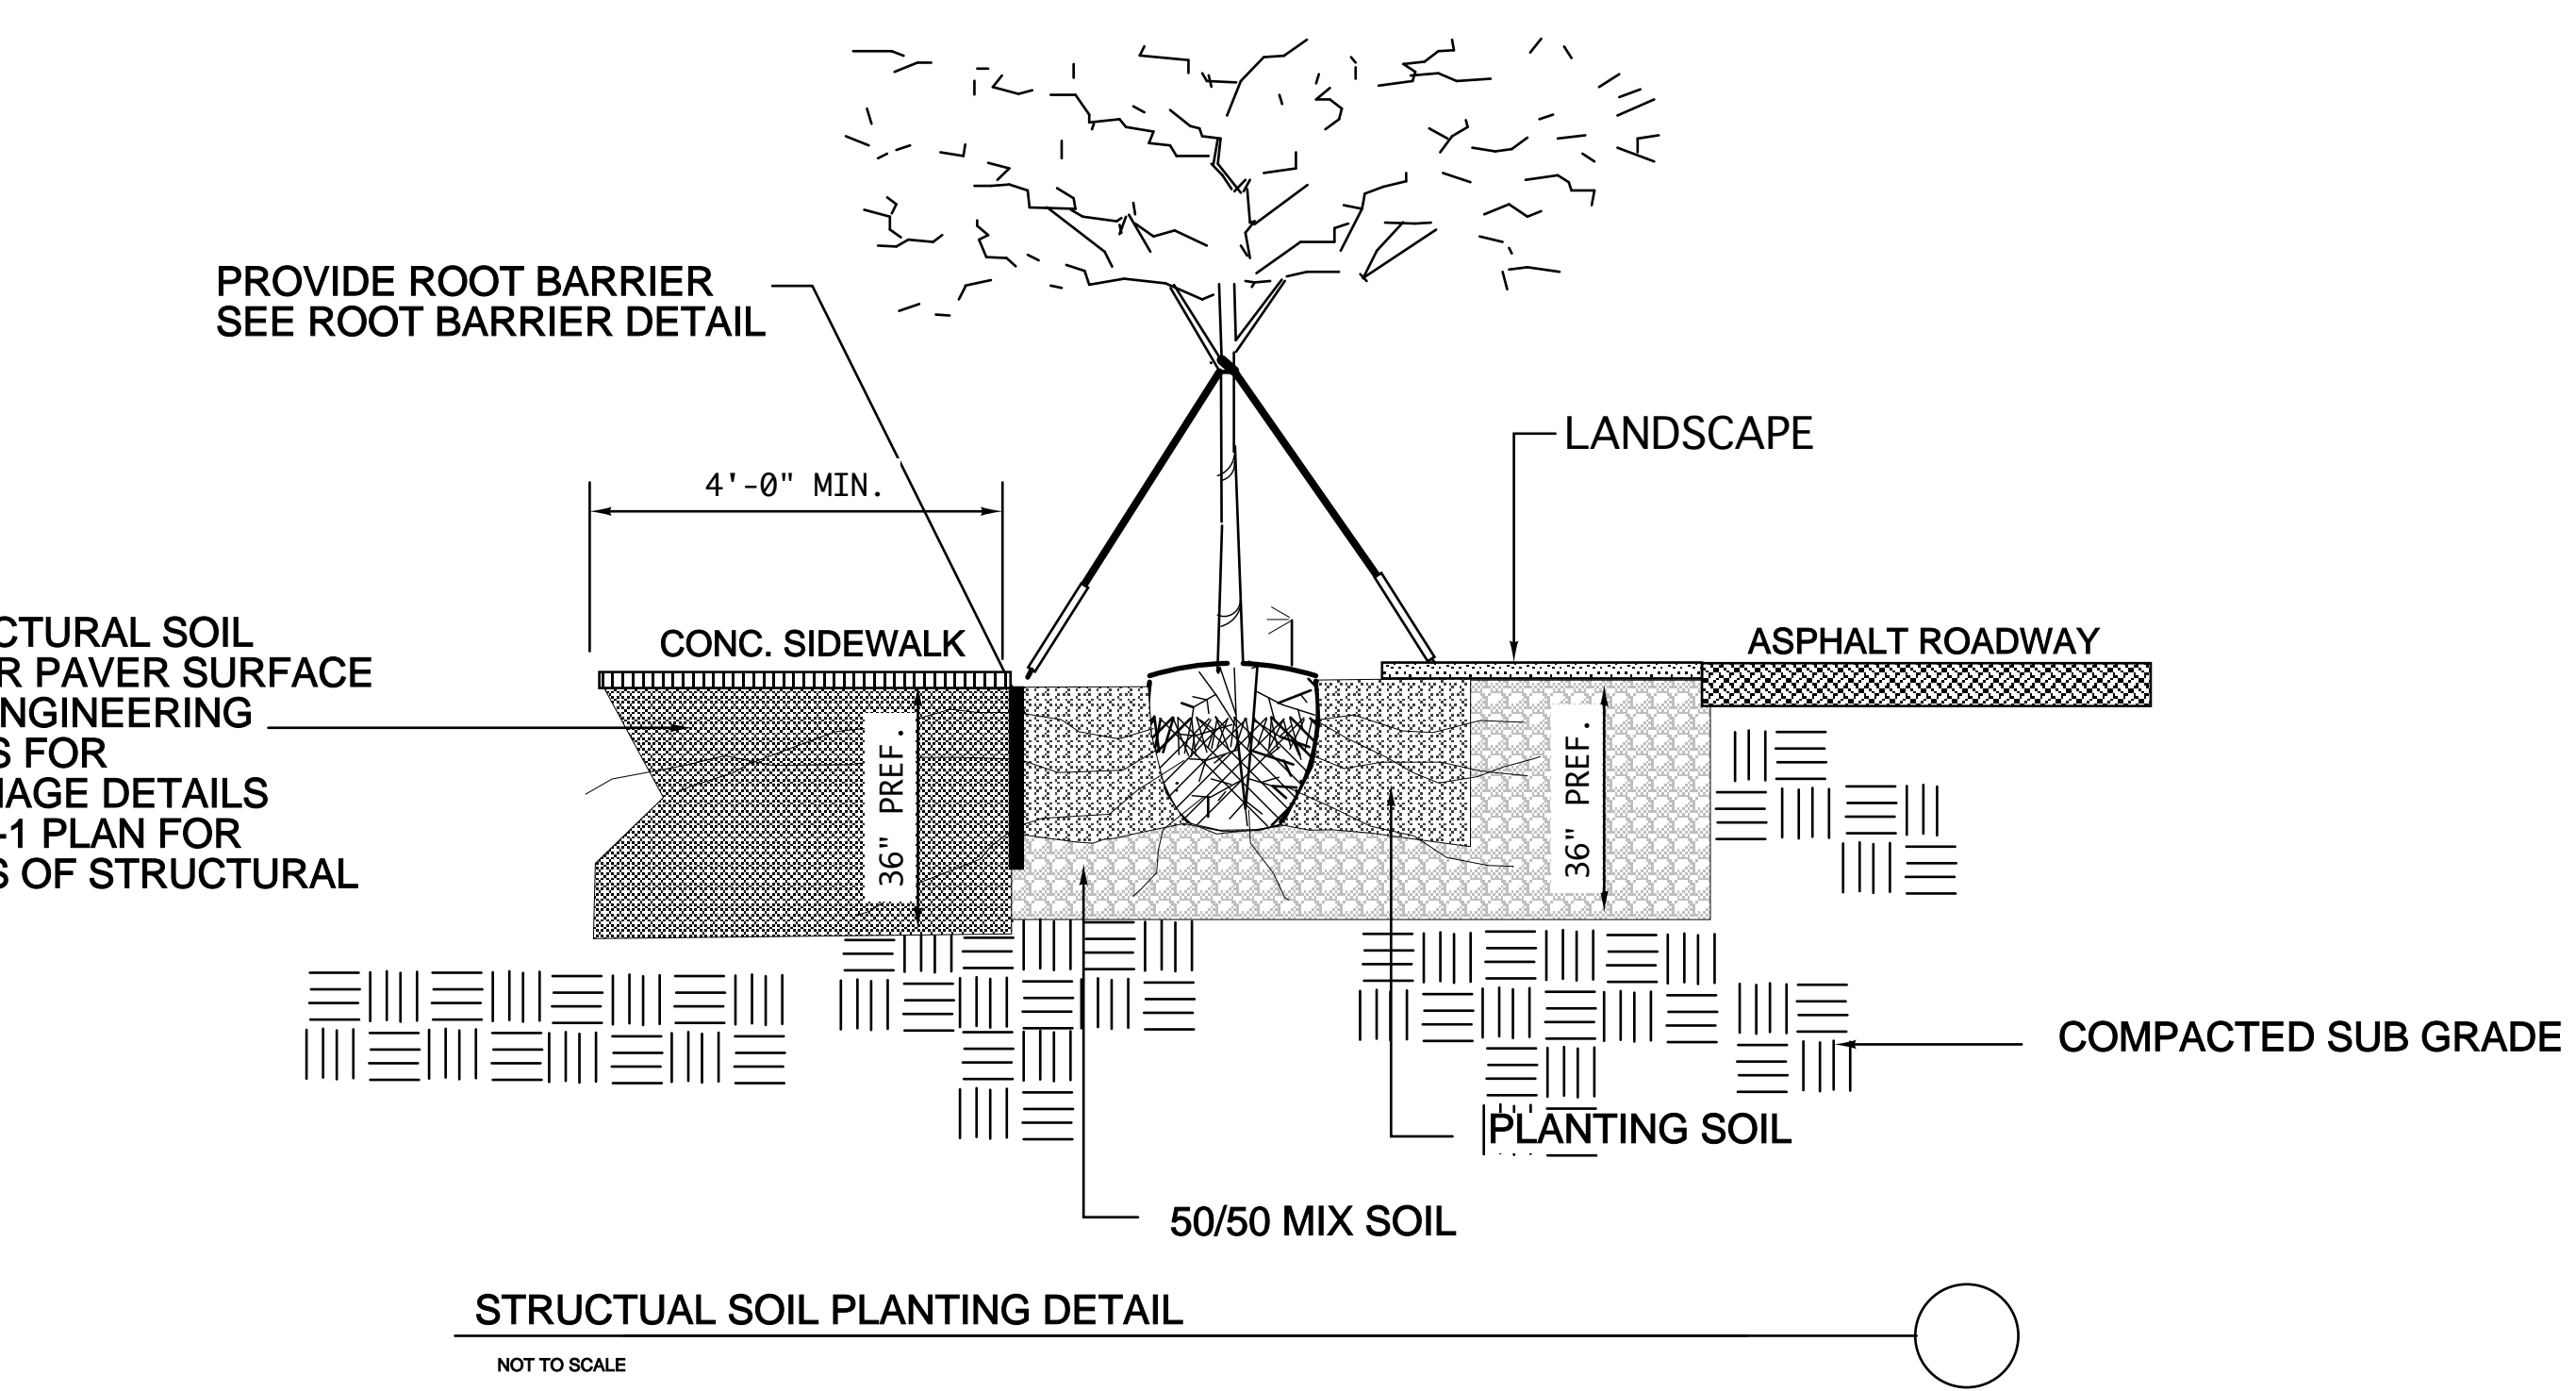 PROVIDE ROOT BARRIER
SEE ROOT BARRIER DETAIL
LANDSCAPE
4'-0" MIN.
CONC. SIDEWALK
ASPHALT ROADWAY
CTURAL SOIL
R PAVER SURFACE
NGINEERING
S FOR
AGE DETAILS
-1 PLAN FOR
S OF STRUCTURAL
36" PREF.
36" PREF.
COMPACTED SUB GRADE
PLANTING SOIL
50/50 MIX SOIL
STRUCTUAL SOIL PLANTING DETAIL
NOT TO SCALE